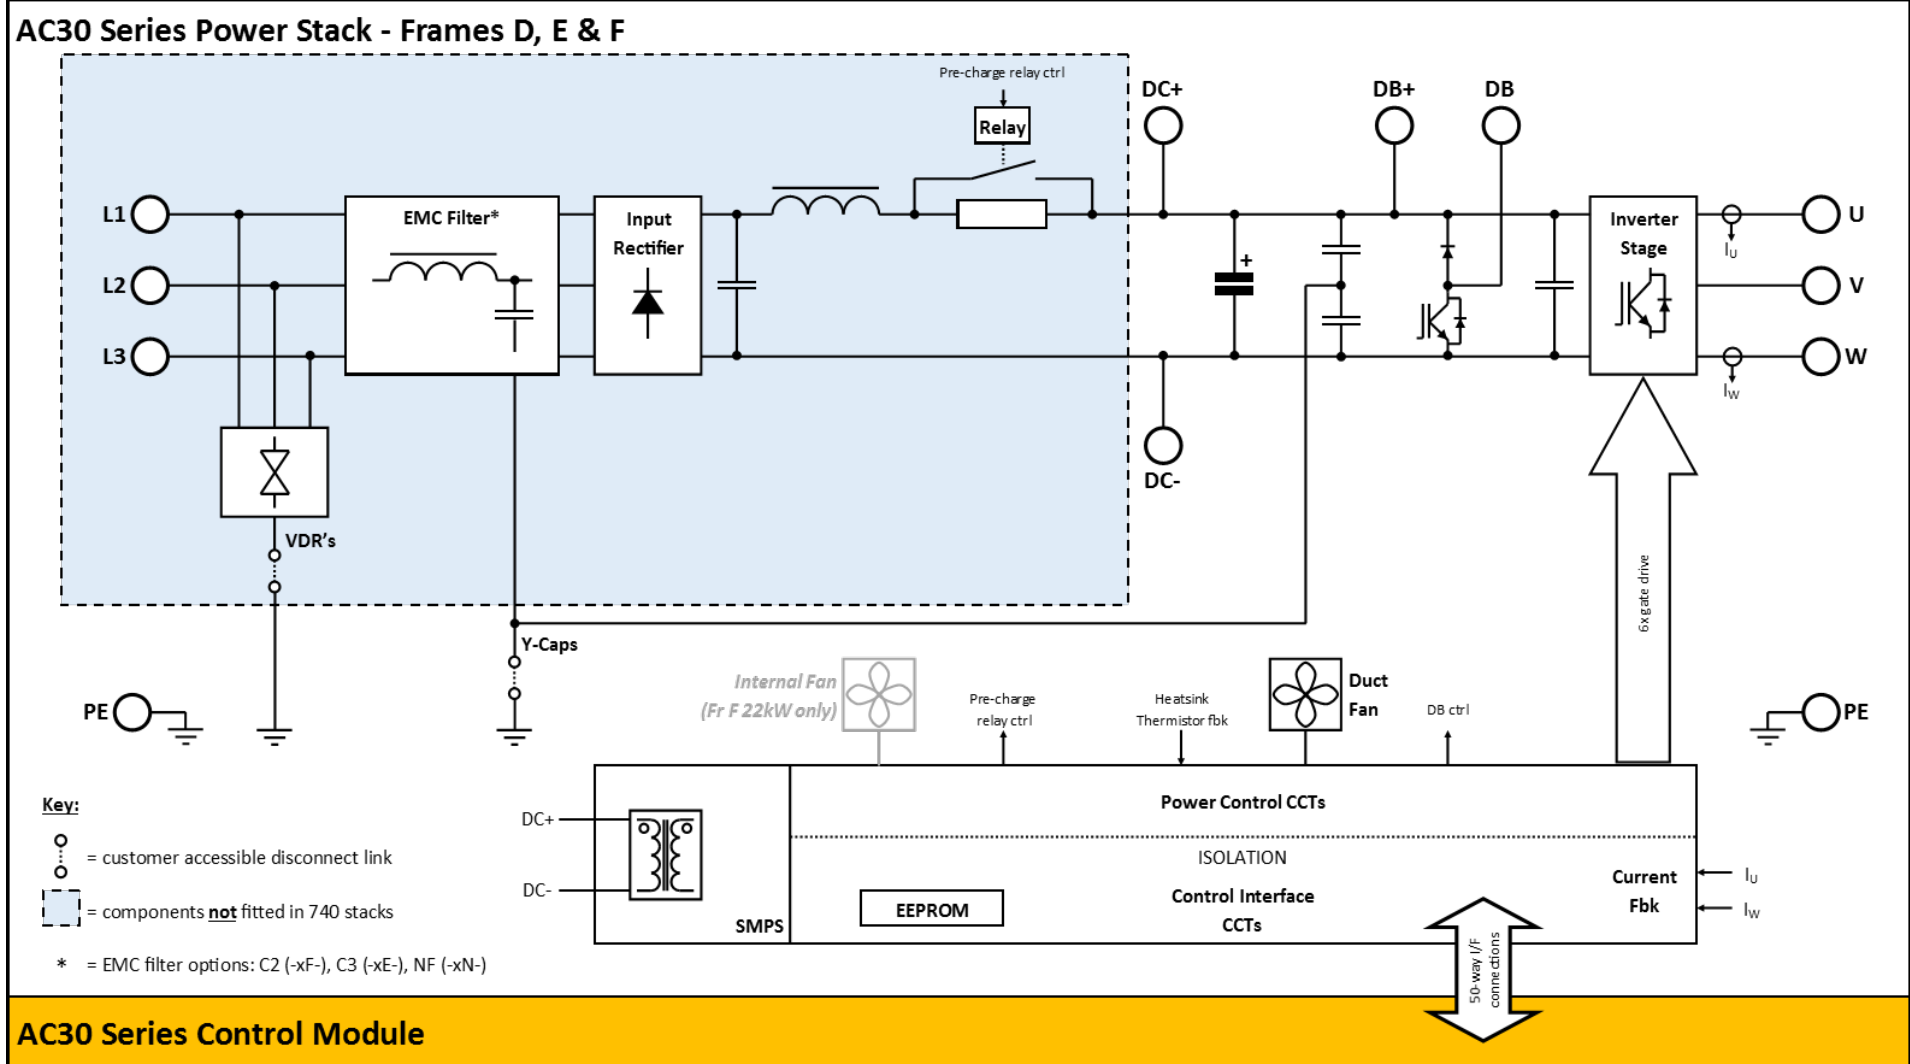 AC30 Series Power Stack - Frames D, E & F
Pre-charge relay ctrl
Relay
DC+
DB+
DB
L1
L2
L3
EMC Filter*
Input
Rectifier
+
Inverter
Stage
U
V
W
IU
IW
DC-
VDR's
Y-Caps
6x gate drive
PE
Internal Fan
(Fr F 22kW only)
Pre-charge
relay ctrl
Heatsink
Thermistor fbk
Duct
Fan
DB ctrl
PE
Key:
= customer accessible disconnect link
= components not fitted in 740 stacks
* = EMC filter options: C2 (-xF-), C3 (-xE-), NF (-xN-)
DC+
DC-
SMPS
Power Control CCTs
ISOLATION
EEPROM
Control Interface
CCTs
Current
Fbk
IU
IW
50-way I/F
connections
AC30 Series Control Module